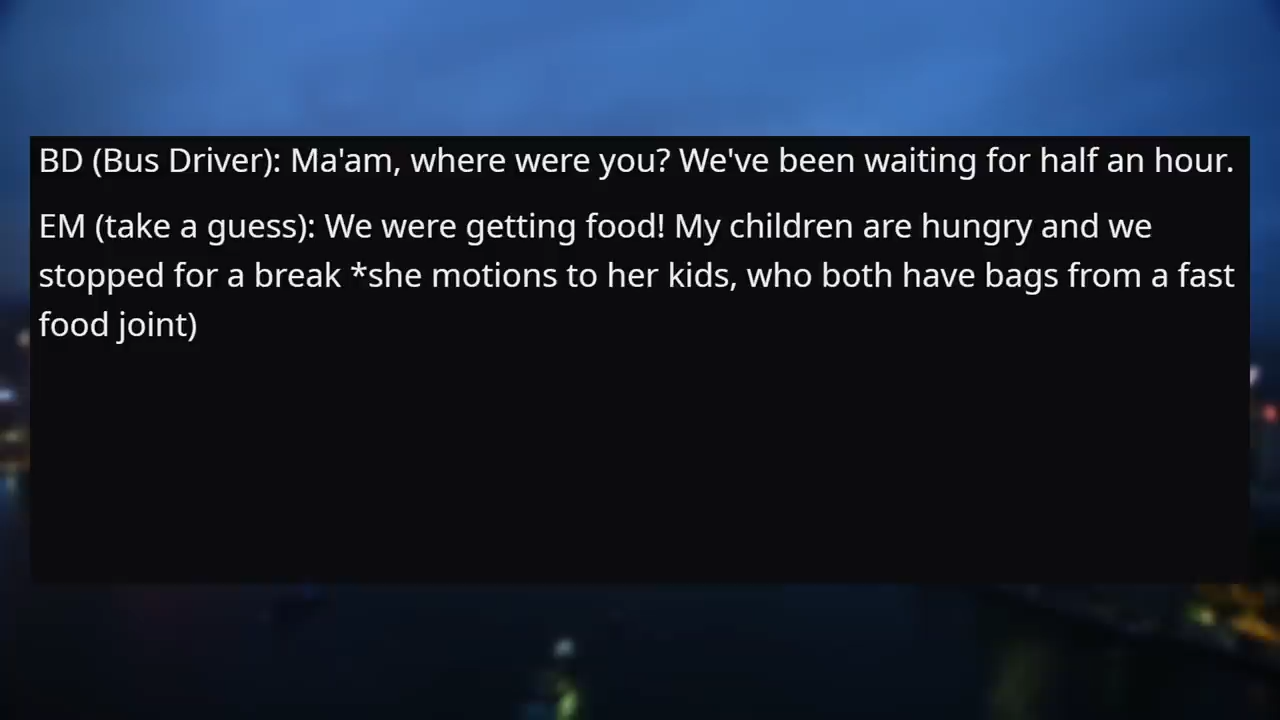 BD (Bus Driver): Ma'am, where were you? We've been waiting for half an hour.
EM (take a guess): We were getting food! My children are hungry and we
stopped for a break *she motions to her kids, who both have bags from a fast
food joint)